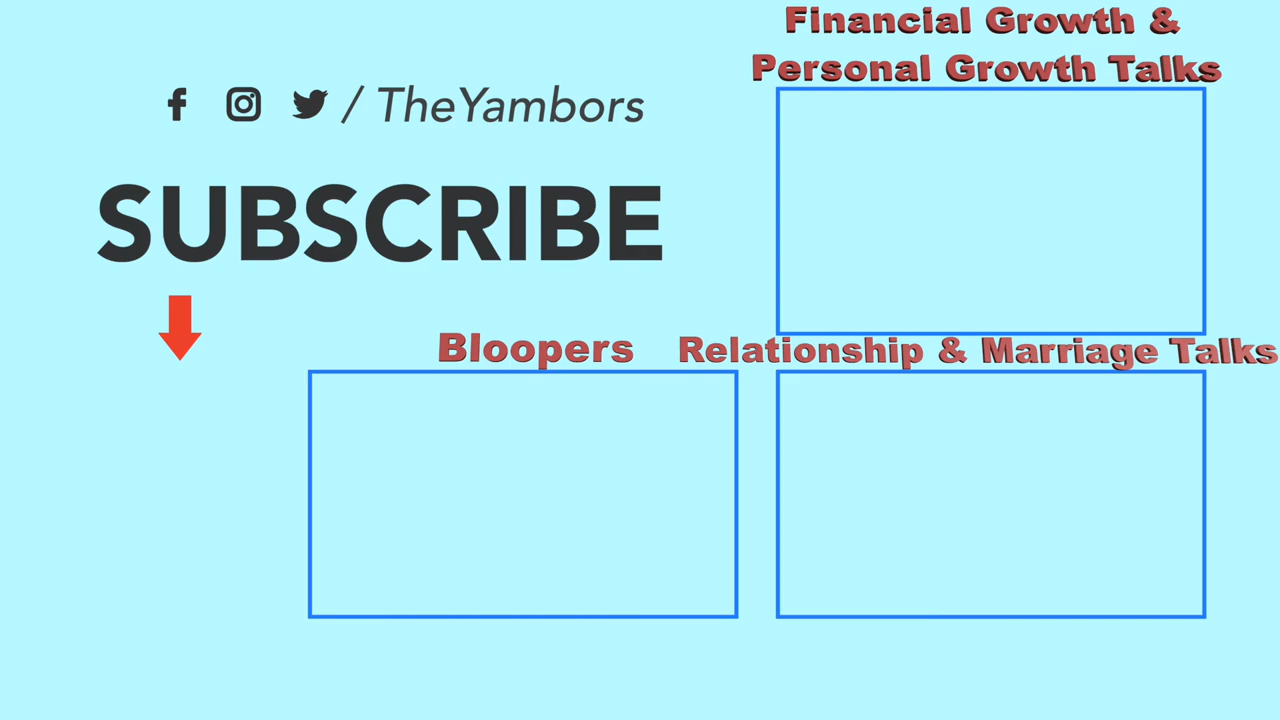 / TheYambors
SUBSCRIBE
Financial Growth &
Personal Growth Talks
Bloopers
Relationship & Marriage Talks